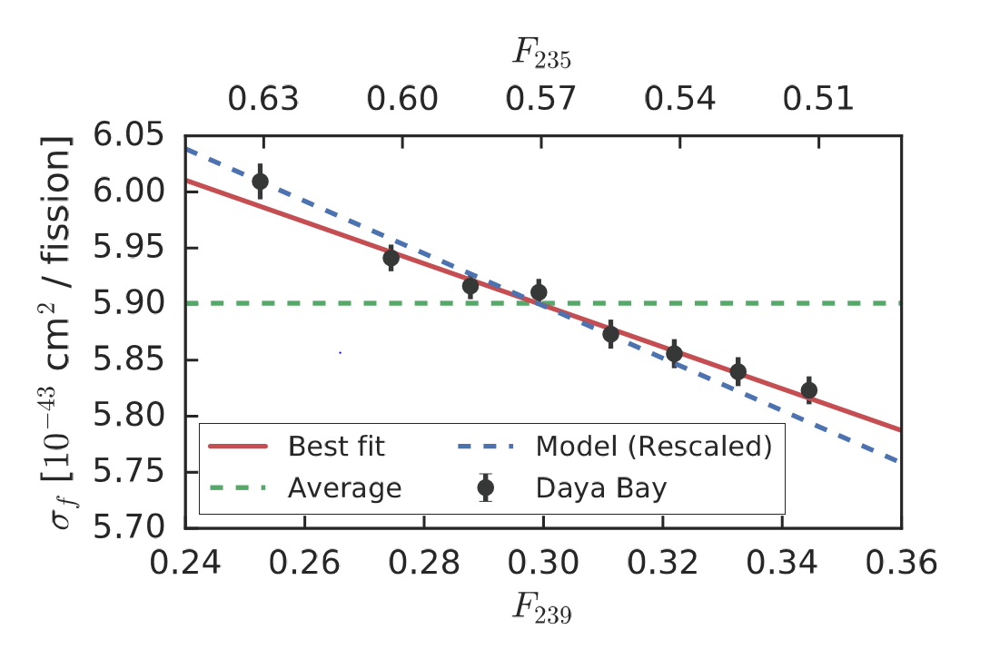 F₂₃₅
0.63 0.60 0.57 0.54 0.51
6.05
6.00
5.95
5.90
5.85
5.80
5.75
5.70
σ_f [10⁻⁴³ cm² / fission]
Best fit Model (Rescaled)
Average Daya Bay
0.24 0.26 0.28 0.30 0.32 0.34 0.36
F₂₃₉